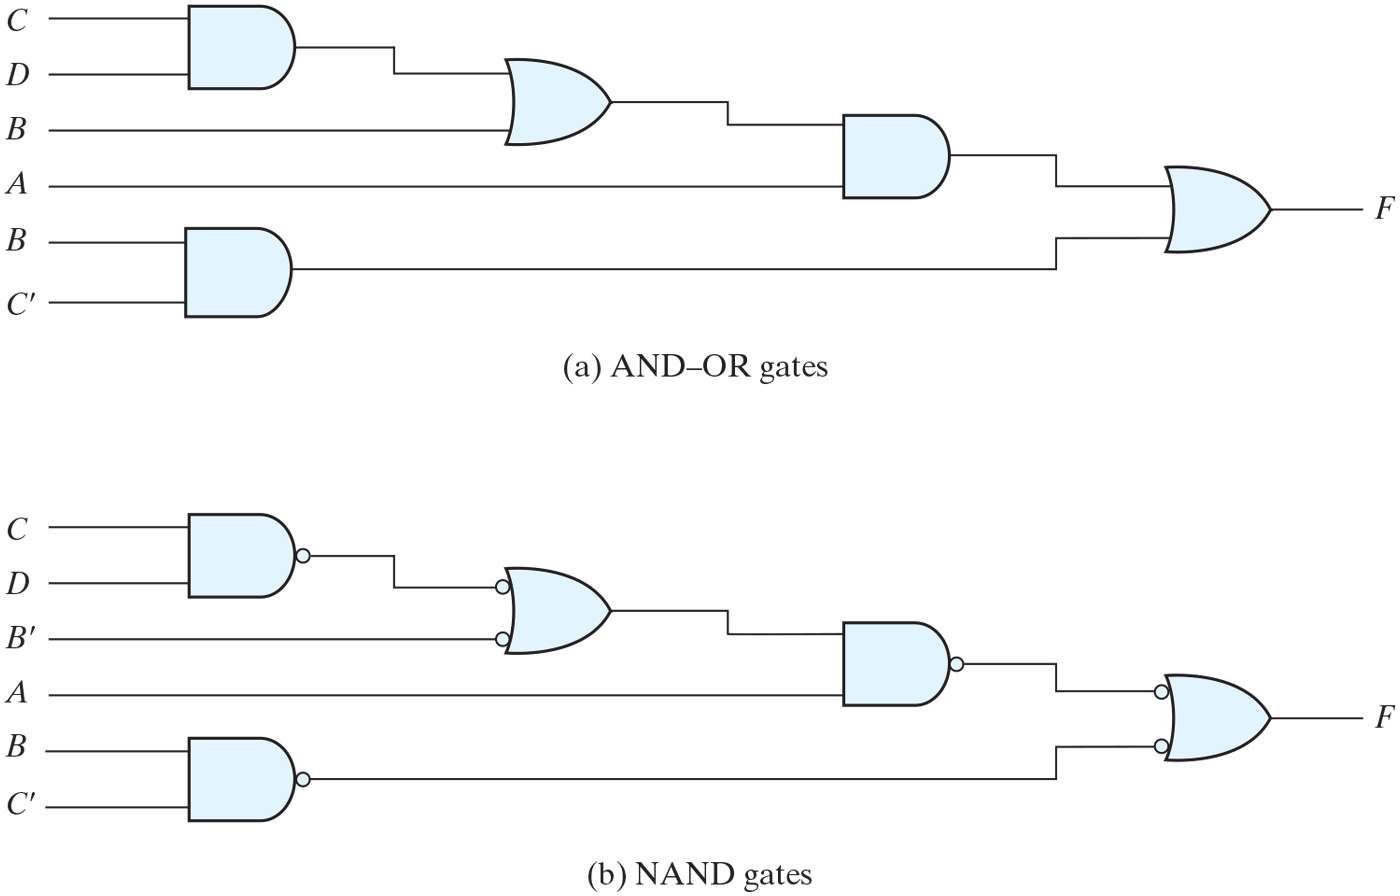 C
D
B
A
B
C′
F
(a) AND–OR gates
C
D
B′
A
B
C′
F
(b) NAND gates